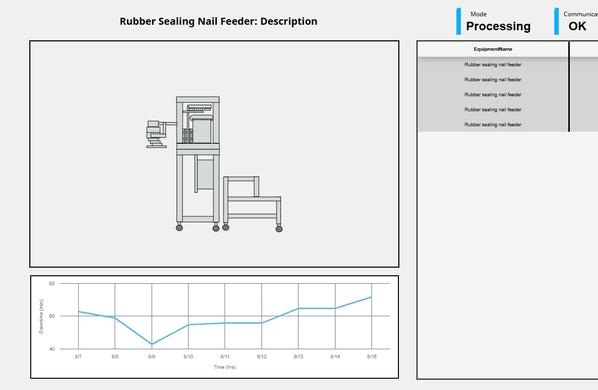 Rubber Sealing Nail Feeder: Description
Mode
Processing
Communica
OK
EquipmentName
Rubber sealing nail feeder
Rubber sealing nail feeder
Rubber sealing nail feeder
Rubber sealing nail feeder
Rubber sealing nail feeder
80
60
40
Downtime (min)
8/7 8/8 8/9 8/10 8/11 8/12 8/13 8/14 8/15
Time (hrs)